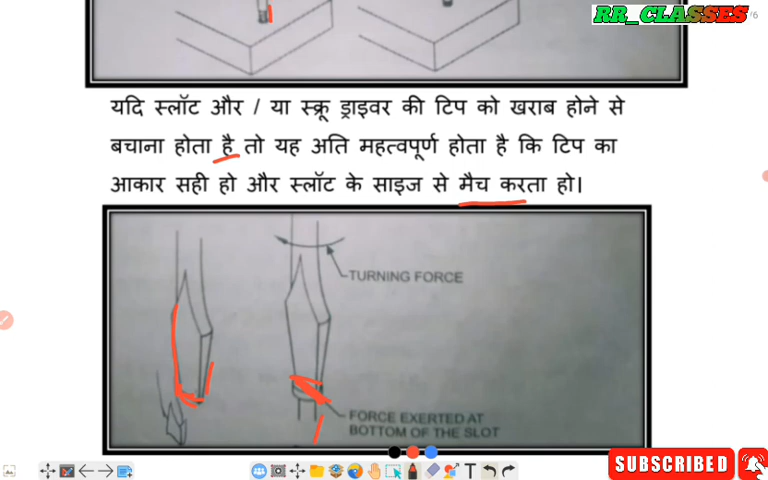 RR_CLASSES
/6
यदि स्लॉट और / या स्क्रू ड्राइवर की टिप को खराब होने से
बचाना होता है तो यह अति महत्वपूर्ण होता है कि टिप का
आकार सही हो और स्लॉट के साइज से मैच करता हो।
TURNING FORCE
FORCE EXERTED AT
BOTTOM OF THE SLOT
T
SUBSCRIBED